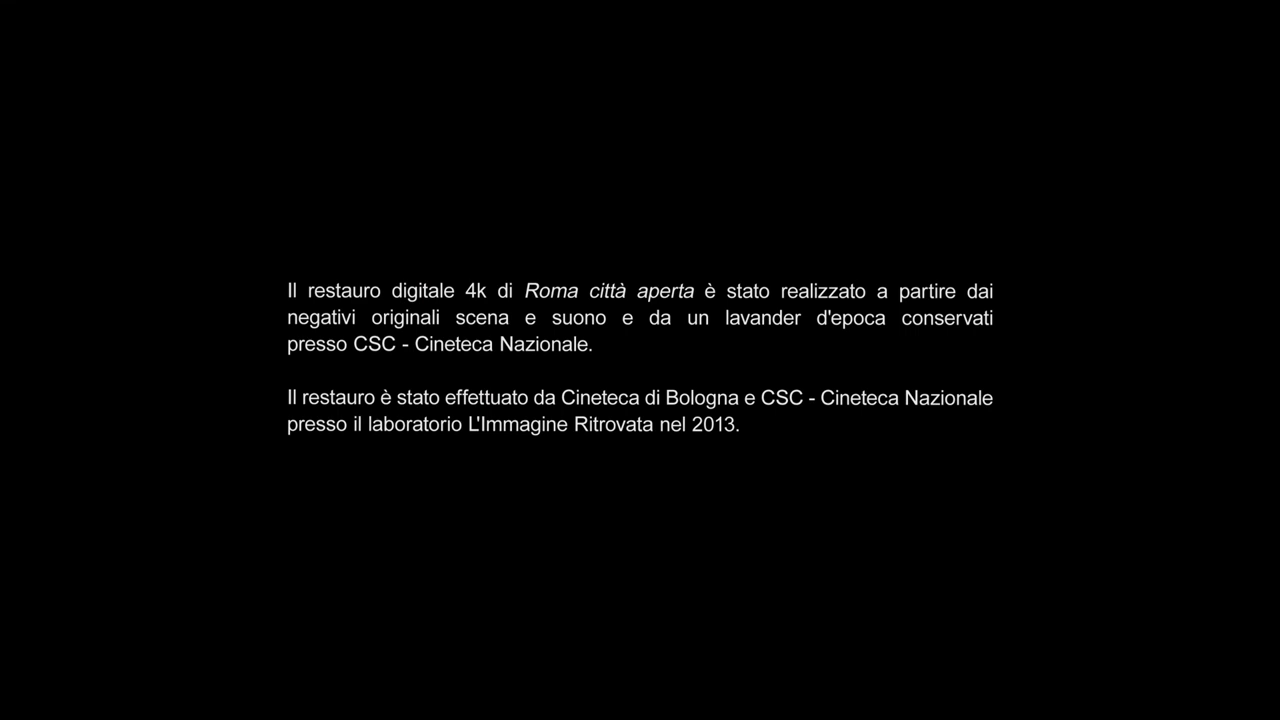 Il restauro digitale 4k di Roma città aperta è stato realizzato a partire dai
negativi originali scena e suono e da un lavander d'epoca conservati
presso CSC - Cineteca Nazionale.
Il restauro è stato effettuato da Cineteca di Bologna e CSC - Cineteca Nazionale
presso il laboratorio L'Immagine Ritrovata nel 2013.